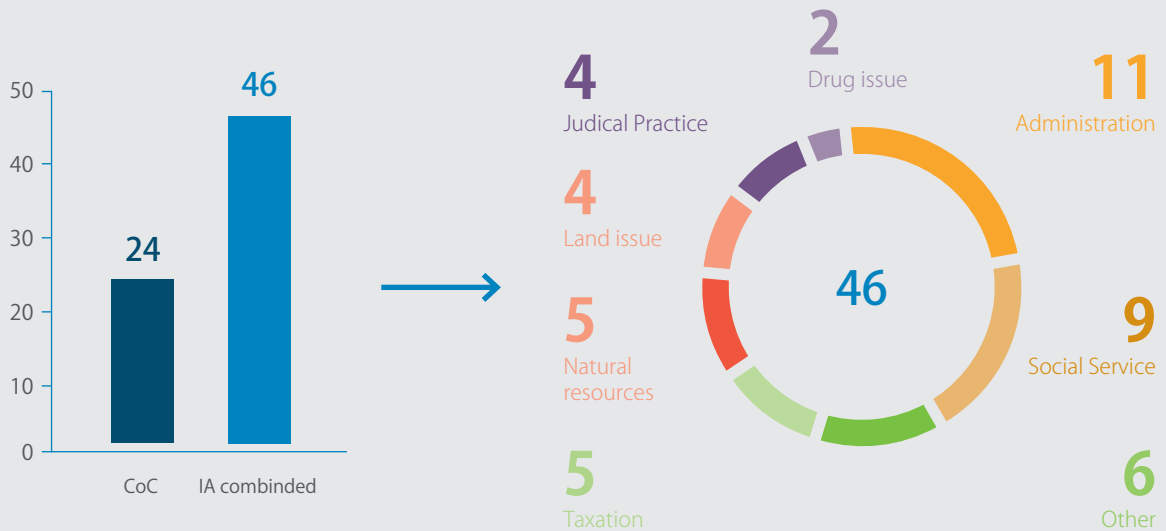 50
40
30
20
10
0
24
46
CoC
IA combinded
4
Judical Practice
2
Drug issue
11
Administration
4
Land issue
46
5
Natural
resources
9
Social Service
5
Taxation
6
Other